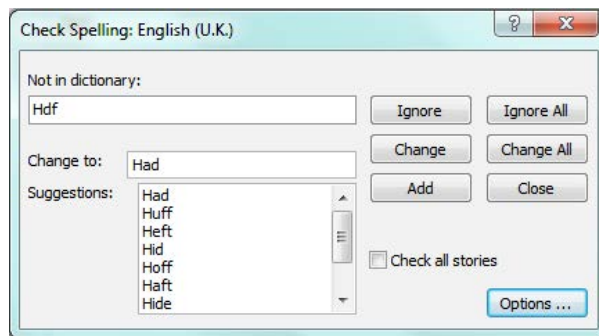 Check Spelling: English (U.K.)
Not in dictionary:
Hdf
Ignore
Ignore All
Change to:
Had
Change
Change All
Suggestions:
Had
Huff
Heft
Hid
Hoff
Haft
Hide
Add
Close
Check all stories
Options ...